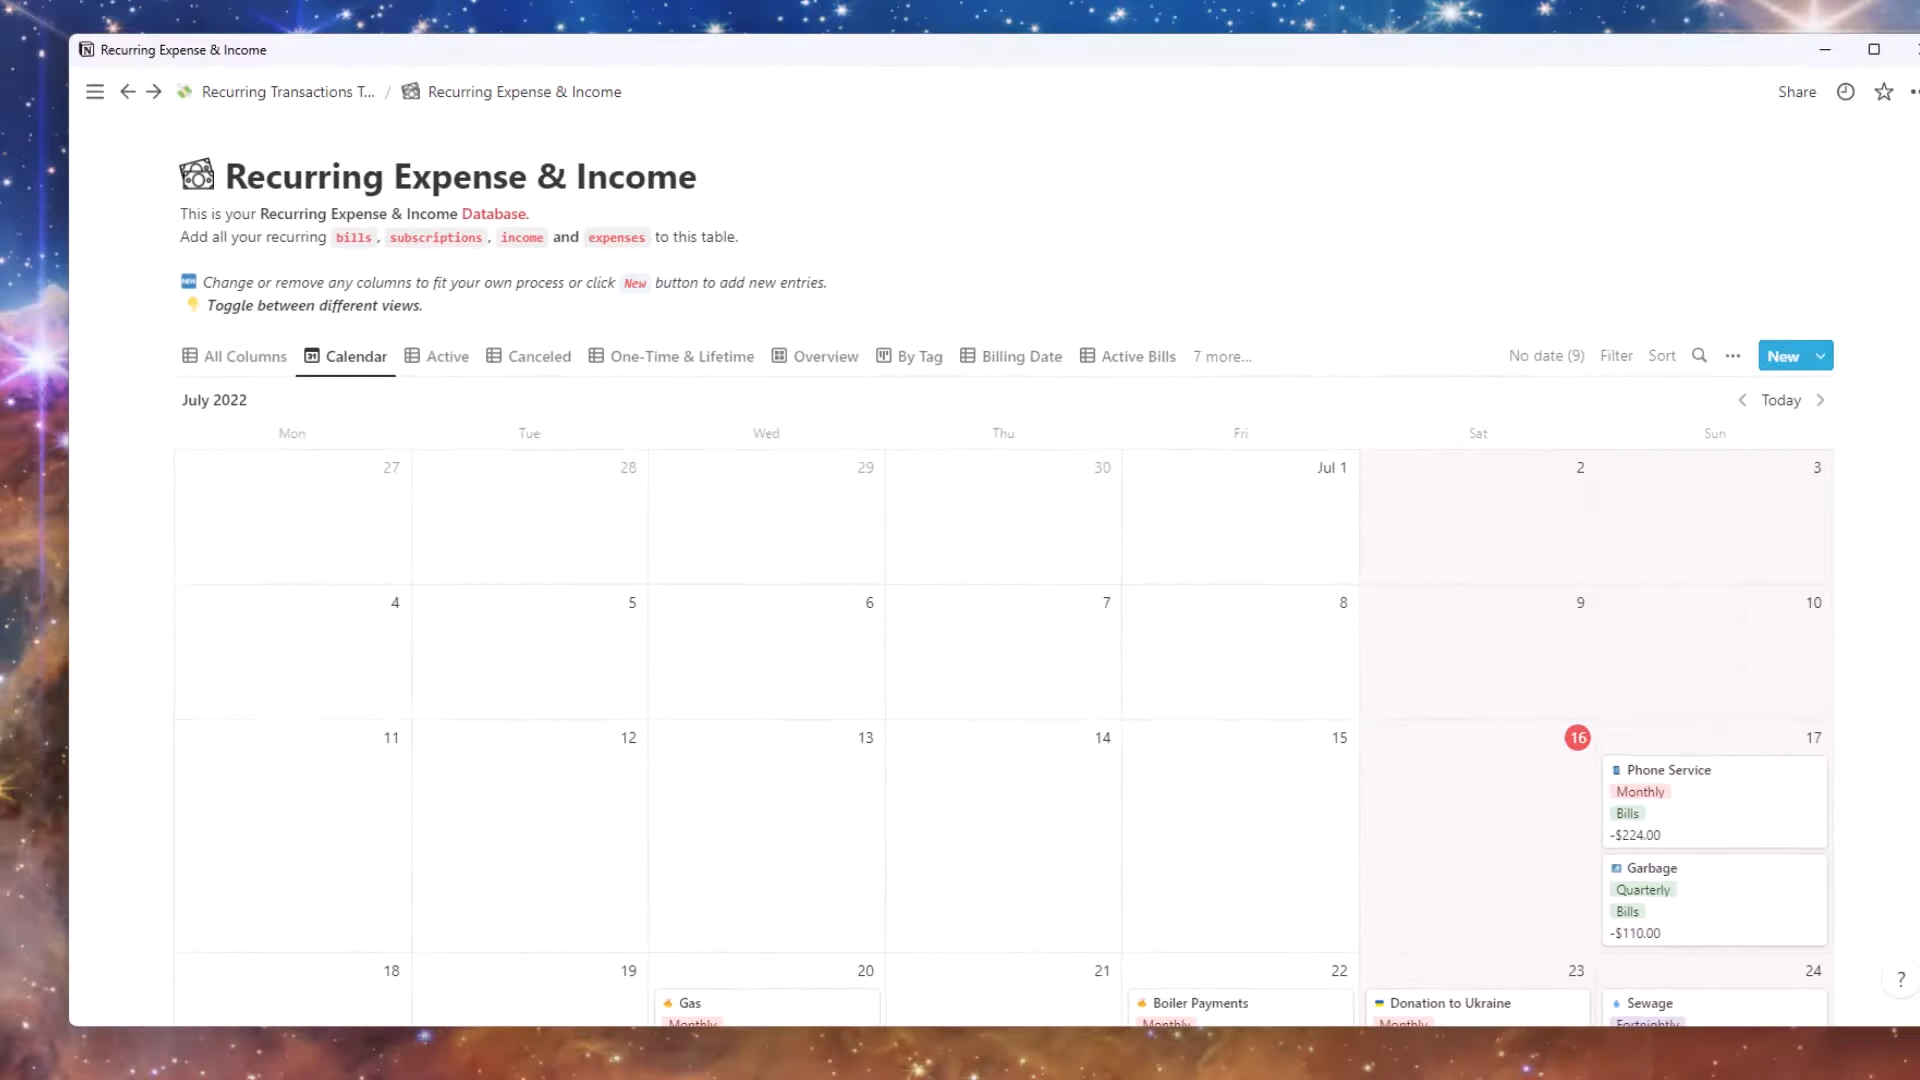 Recurring Expense & Income
Recurring Transactions T... / Recurring Expense & Income
Share
Recurring Expense & Income
This is your Recurring Expense & Income Database.
Add all your recurring bills, subscriptions, income and expenses to this table.
NEW Change or remove any columns to fit your own process or click New button to add new entries.
Toggle between different views.
All Columns
31 Calendar
Active
Canceled
One-Time & Lifetime
Overview
By Tag
Billing Date
Active Bills
7 more...
No date (9)
Filter
Sort
New
July 2022
Today
Mon Tue Wed Thu Fri Sat Sun
27 28 29 30 Jul 1 2 3
4 5 6 7 8 9 10
11 12 13 14 15 16 17
Phone Service
Monthly
Bills
-$224.00
Garbage
Quarterly
Bills
-$110.00
18 19 20 21 22 23 24
Gas
Monthly
Boiler Payments
Monthly
Donation to Ukraine
Monthly
Sewage
Fortnightly
?